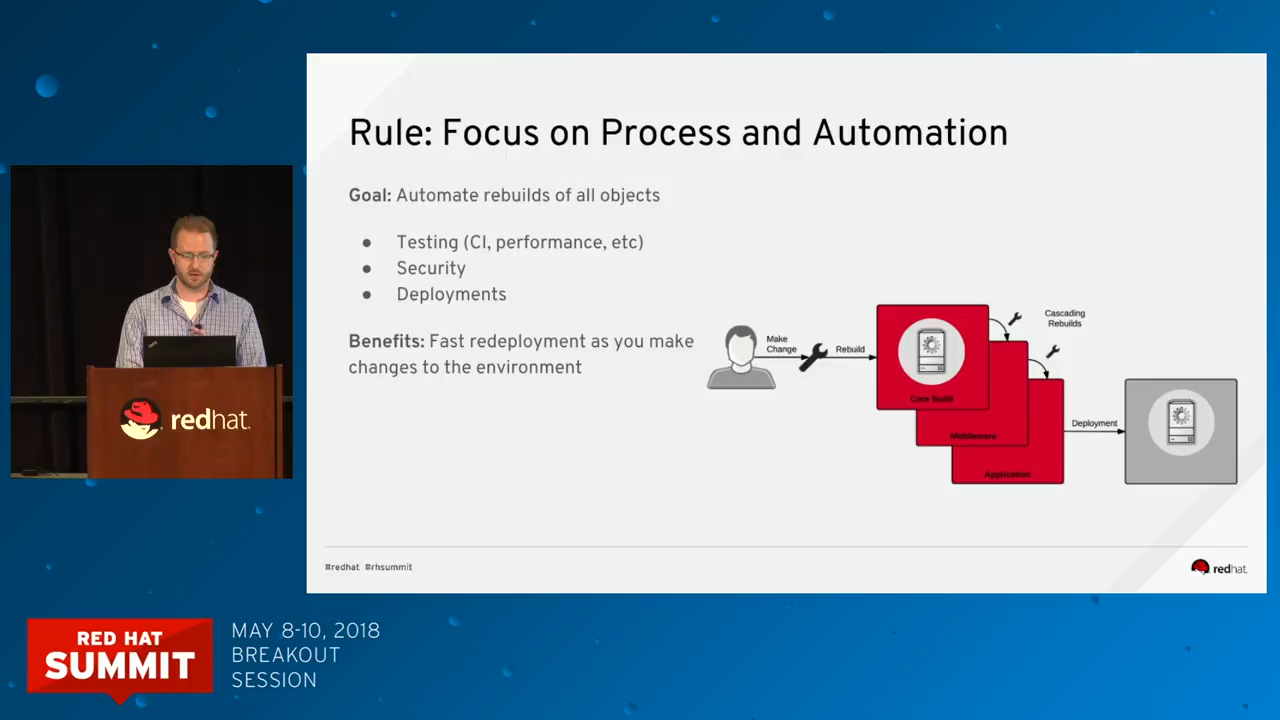 Rule: Focus on Process and Automation
Goal: Automate rebuilds of all objects
● Testing (CI, performance, etc)
● Security
● Deployments
Benefits: Fast redeployment as you make
changes to the environment
Make
Change
Rebuild
Cascading
Rebuilds
Core Build
Middleware
Application
Deployment
#redhat #rhsummit
redhat.
redhat.
RED HAT
SUMMIT
MAY 8-10, 2018
BREAKOUT
SESSION